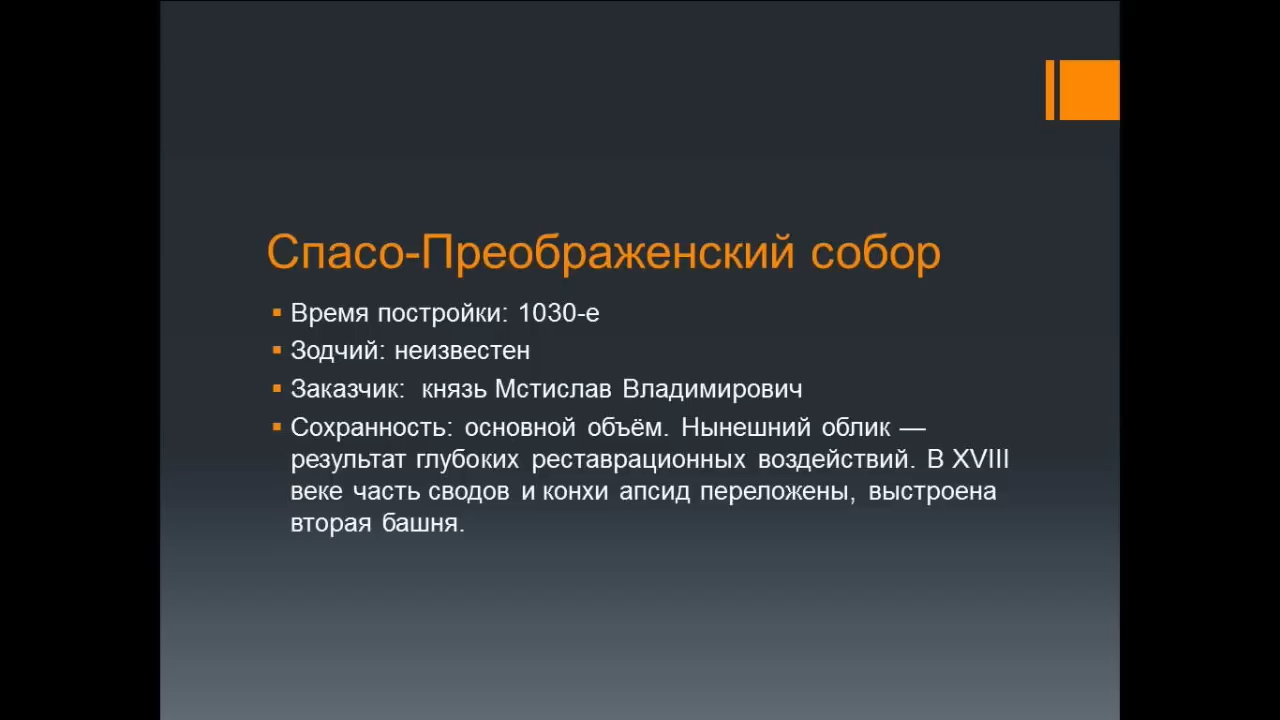 Спасо-Преображенский собор
▪ Время постройки: 1030-е
▪ Зодчий: неизвестен
▪ Заказчик: князь Мстислав Владимирович
▪ Сохранность: основной объём. Нынешний облик —
результат глубоких реставрационных воздействий. В XVIII
веке часть сводов и конхи апсид переложены, выстроена
вторая башня.